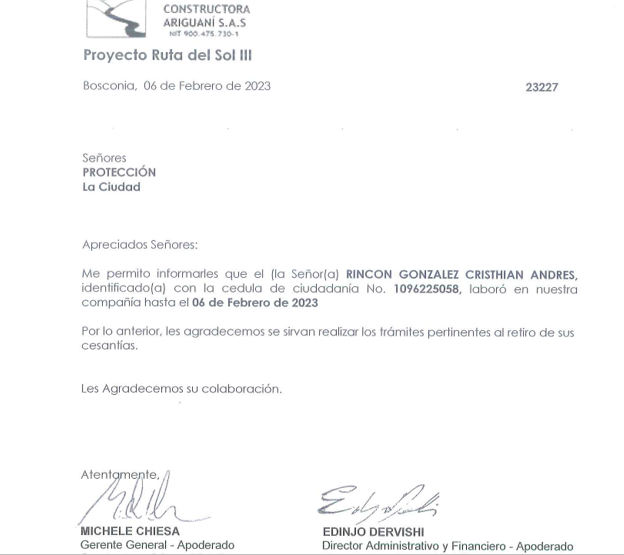 CONSTRUCTORA
ARIGUANÍ S.A.S
NIT 900.475.730-1
Proyecto Ruta del Sol III
Bosconia, 06 de Febrero de 2023
23227
Señores
PROTECCIÓN
La Ciudad
Apreciados Señores:
Me permito informarles que el (la Señor(a) RINCON GONZALEZ CRISTHIAN ANDRES,
identificado(a) con la cedula de ciudadanía No. 1096225058, laboró en nuestra
compañía hasta el 06 de Febrero de 2023
Por lo anterior, les agradecemos se sirvan realizar los trámites pertinentes al retiro de sus
cesantías.
Les Agradecemos su colaboración.
Atentamente,
MICHELE CHIESA
Gerente General - Apoderado
EDINJO DERVISHI
Director Administrativo y Financiero - Apoderado